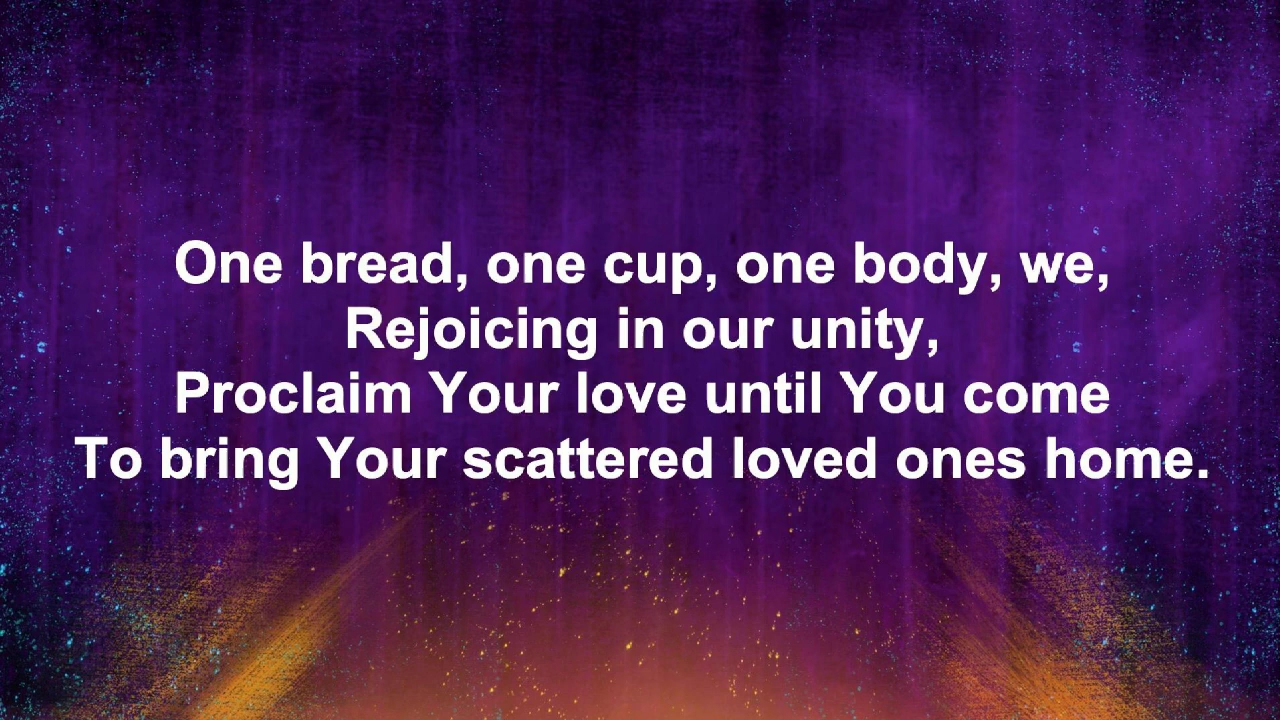 One bread, one cup, one body, we,
Rejoicing in our unity,
Proclaim Your love until You come
To bring Your scattered loved ones home.